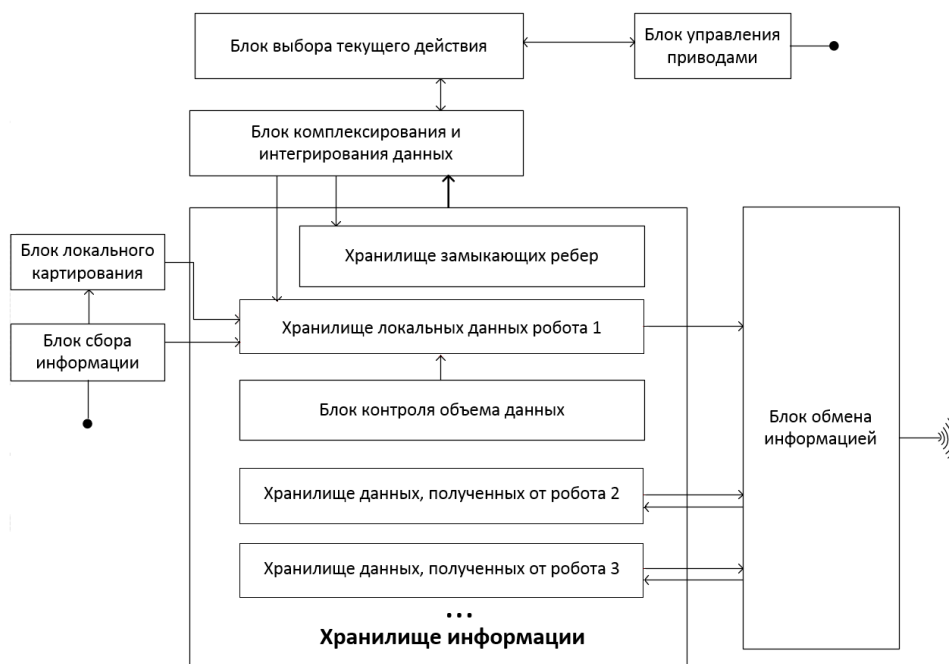 Блок выбора текущего действия
Блок управления
приводами
Блок комплексирования и
интегрирования данных
Блок локального
картирования
Хранилище замыкающих ребер
Хранилище локальных данных робота 1
Блок сбора
информации
Блок контроля объема данных
Блок обмена
информацией
Хранилище данных, полученных от робота 2
Хранилище данных, полученных от робота 3
...
Хранилище информации